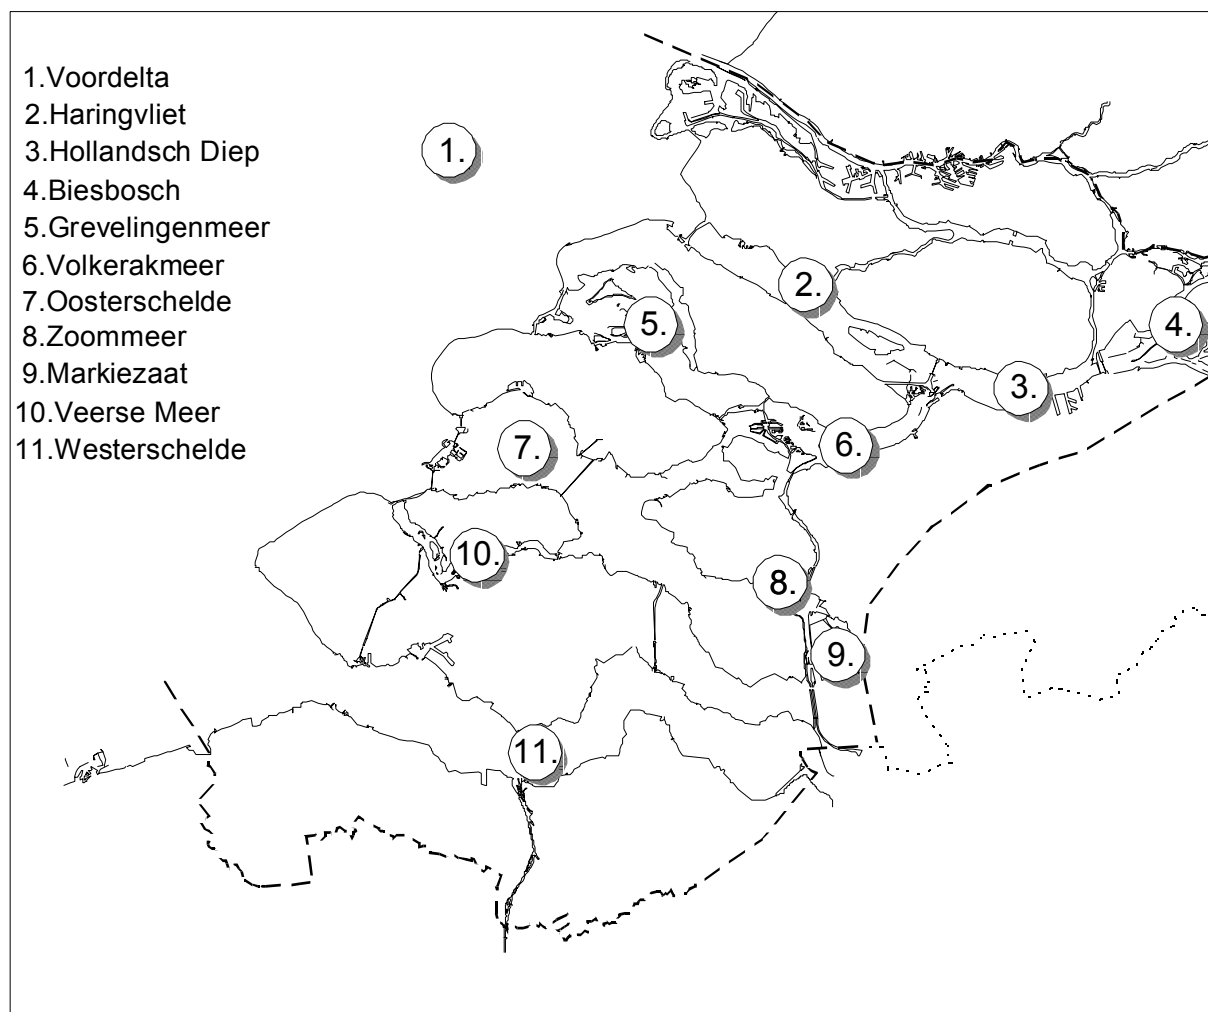 1.Voordelta
2.Haringvliet
3.Hollandsch Diep
4.Biesbosch
5.Grevelingenmeer
6.Volkerakmeer
7.Oosterschelde
8.Zoommeer
9.Markiezaat
10.Veerse Meer
11.Westerschelde
1.
2.
5.
4.
3.
7.
6.
10.
8.
9.
11.